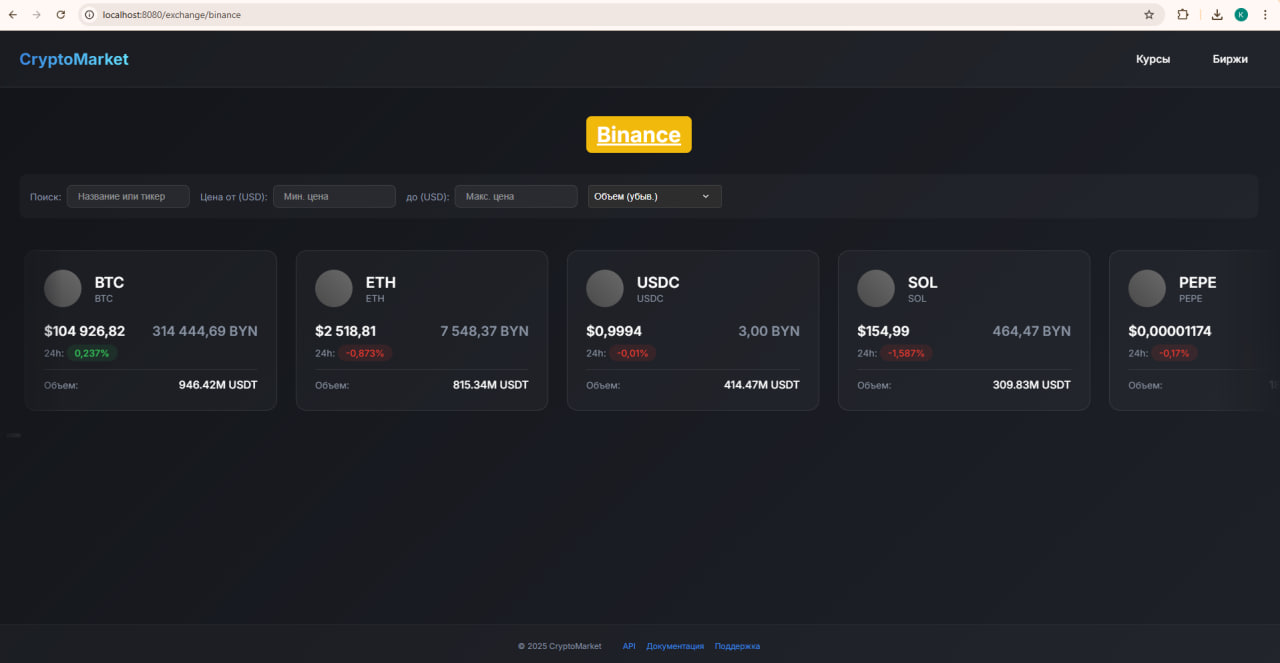 localhost:8080/exchange/binance
K
CryptoMarket
Курсы
Биржи
Binance
Поиск: Название или тикер Цена от (USD): Мин. цена до (USD): Макс. цена Объем (убыв.)
BTC
BTC
$104 926,82 314 444,69 BYN
24h: 0,237%
Объем: 946.42M USDT
ETH
ETH
$2 518,81 7 548,37 BYN
24h: -0,873%
Объем: 815.34M USDT
USDC
USDC
$0,9994 3,00 BYN
24h: -0,01%
Объем: 414.47M USDT
SOL
SOL
$154,99 464,47 BYN
24h: -1,587%
Объем: 309.83M USDT
PEPE
PEPE
$0,00001174
24h: -0,17%
Объем:
© 2025 CryptoMarket API Документация Поддержка